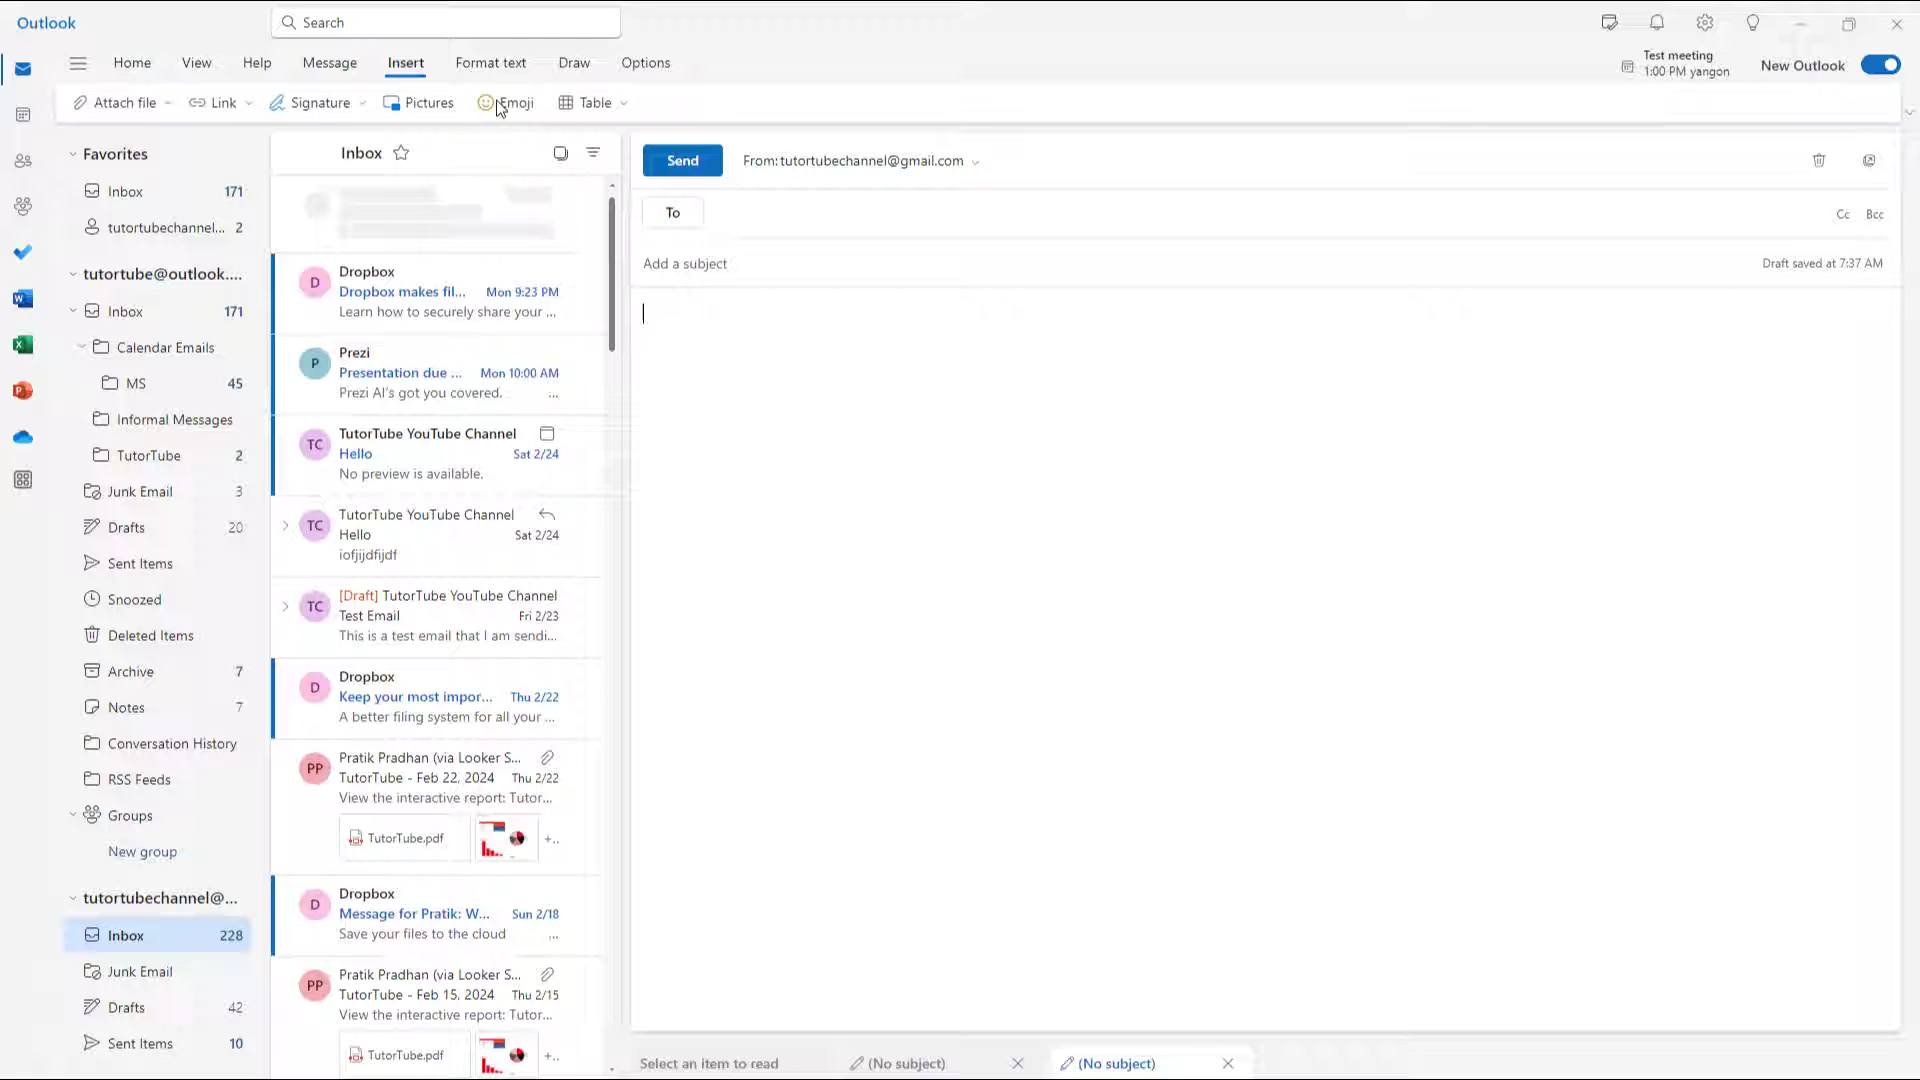 Outlook
Search
Test meeting
1:00 PM yangon
New Outlook
Home View Help Message Insert Format text Draw Options
Attach file Link Signature Pictures Emoji Table
Favorites
Inbox 171
tutortubechannel... 2
tutortube@outlook....
Inbox 171
Calendar Emails
MS 45
Informal Messages
TutorTube 2
Junk Email 3
Drafts 20
Sent Items
Snoozed
Deleted Items
Archive 7
Notes 7
Conversation History
RSS Feeds
Groups
New group
tutortubechannel@...
Inbox 228
Junk Email
Drafts 42
Sent Items 10
Inbox
D
Dropbox
Dropbox makes fil... Mon 9:23 PM
Learn how to securely share your ...
P
Prezi
Presentation due ... Mon 10:00 AM
Prezi AI's got you covered. ...
TC
TutorTube YouTube Channel
Hello Sat 2/24
No preview is available.
TC
TutorTube YouTube Channel
Hello Sat 2/24
iofjijdfijdf
TC
[Draft] TutorTube YouTube Channel
Test Email Fri 2/23
This is a test email that I am sendi...
D
Dropbox
Keep your most impor... Thu 2/22
A better filing system for all your ...
PP
Pratik Pradhan (via Looker S...
TutorTube - Feb 22, 2024 Thu 2/22
View the interactive report: Tutor...
TutorTube.pdf +..
D
Dropbox
Message for Pratik: W... Sun 2/18
Save your files to the cloud ...
PP
Pratik Pradhan (via Looker S...
TutorTube - Feb 15, 2024 Thu 2/15
View the interactive report: Tutor...
TutorTube.pdf +..
Send From: tutortubechannel@gmail.com
To Cc Bcc
Add a subject Draft saved at 7:37 AM
Select an item to read (No subject) (No subject)